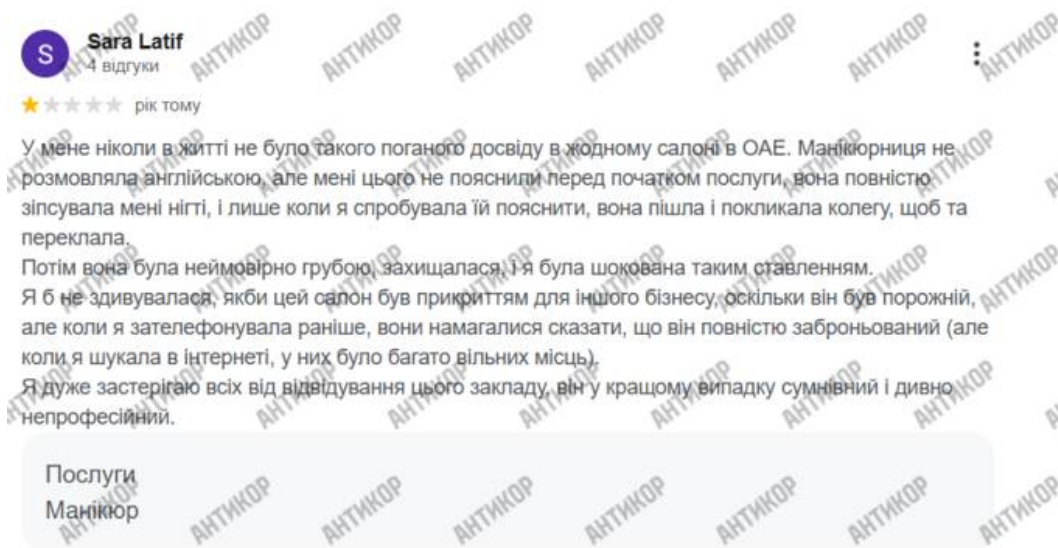 S
Sara Latif
4 відгуки
рік тому
У мене ніколи в житті не було такого поганого досвіду в жодному салоні в ОАЕ. Манікюрниця не
розмовляла англійською, але мені цього не пояснили перед початком послуги, вона повністю
зіпсувала мені нігті, і лише коли я спробувала їй пояснити, вона пішла і покликала колегу, щоб та
переклала.
Потім вона була неймовірно грубою, захищалася, і я була шокована таким ставленням.
Я б не здивувалася, якби цей салон був прикриттям для іншого бізнесу, оскільки він був порожній,
але коли я зателефонувала раніше, вони намагалися сказати, що він повністю заброньований (але
коли я шукала в інтернеті, у них було багато вільних місць).
Я дуже застерігаю всіх від відвідування цього закладу, він у кращому випадку сумнівний і дивно
непрофесійний.
Послуги
Манікюр
АНТИКОР